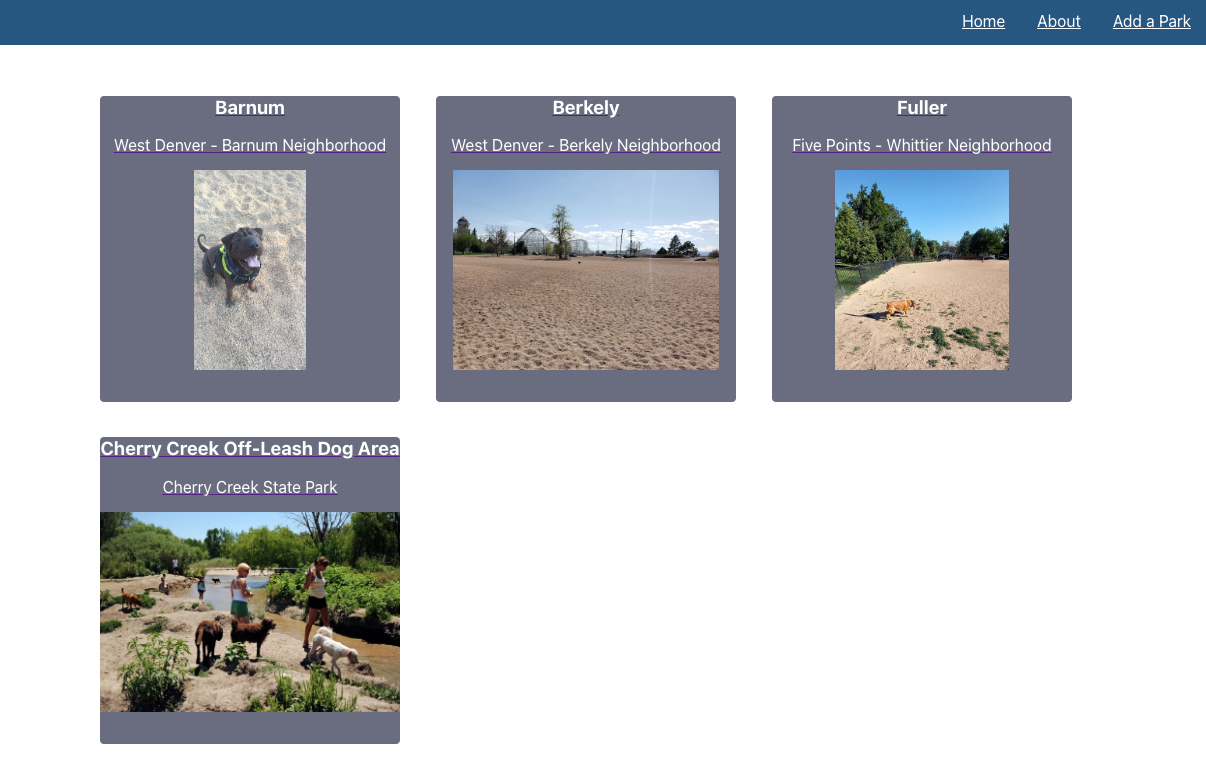 Home About Add a Park
Barnum
West Denver - Barnum Neighborhood
Berkely
West Denver - Berkely Neighborhood
Fuller
Five Points - Whittier Neighborhood
Cherry Creek Off-Leash Dog Area
Cherry Creek State Park